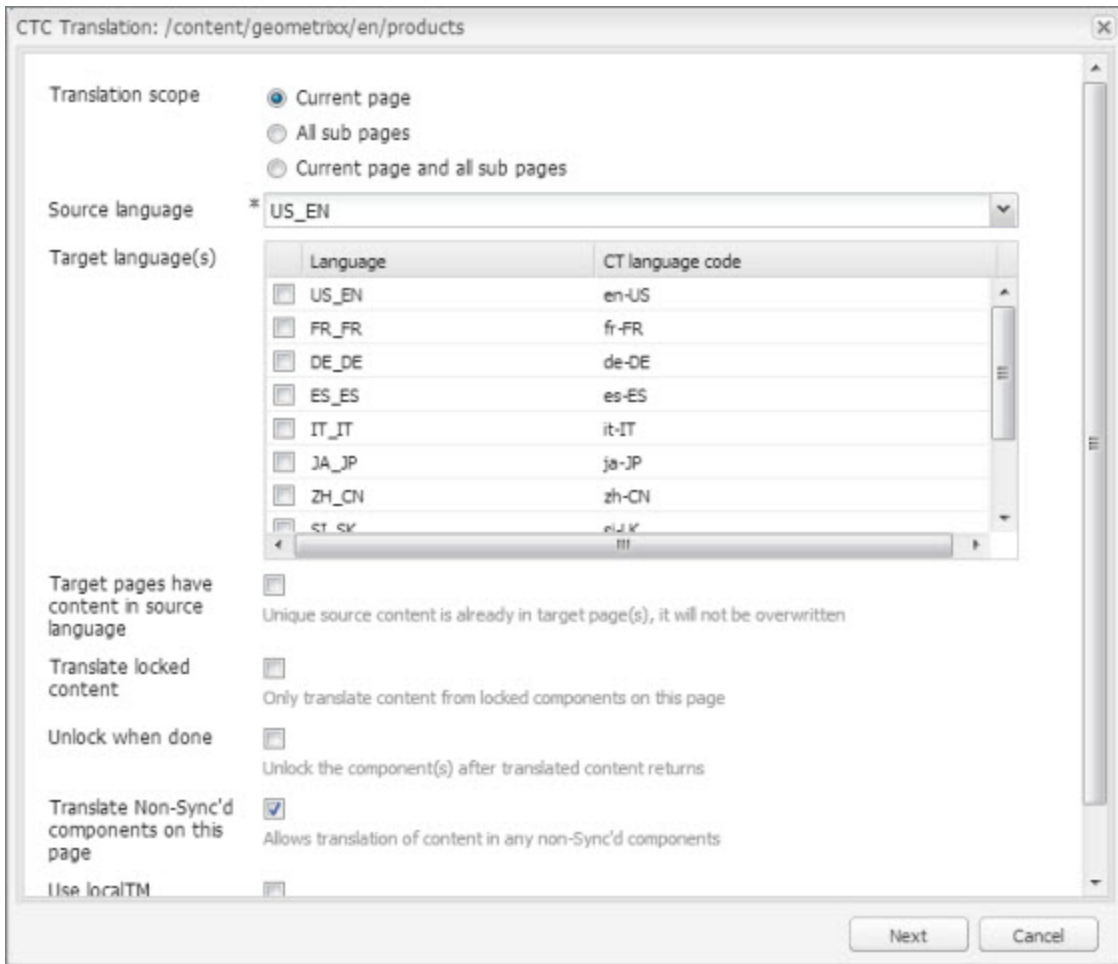 CTC Translation: /content/geometrixx/en/products
Translation scope
Current page
All sub pages
Current page and all sub pages
Source language * US_EN
Target language(s)
Language CT language code
US_EN en-US
FR_FR fr-FR
DE_DE de-DE
ES_ES es-ES
IT_IT it-IT
JA_JP ja-JP
ZH_CN zh-CN
SI_SK si-LK
Target pages have
content in source
language
Unique source content is already in target page(s), it will not be overwritten
Translate locked
content
Only translate content from locked components on this page
Unlock when done
Unlock the component(s) after translated content returns
Translate Non-Sync'd
components on this
page
Allows translation of content in any non-Sync'd components
Use localTM
Next Cancel